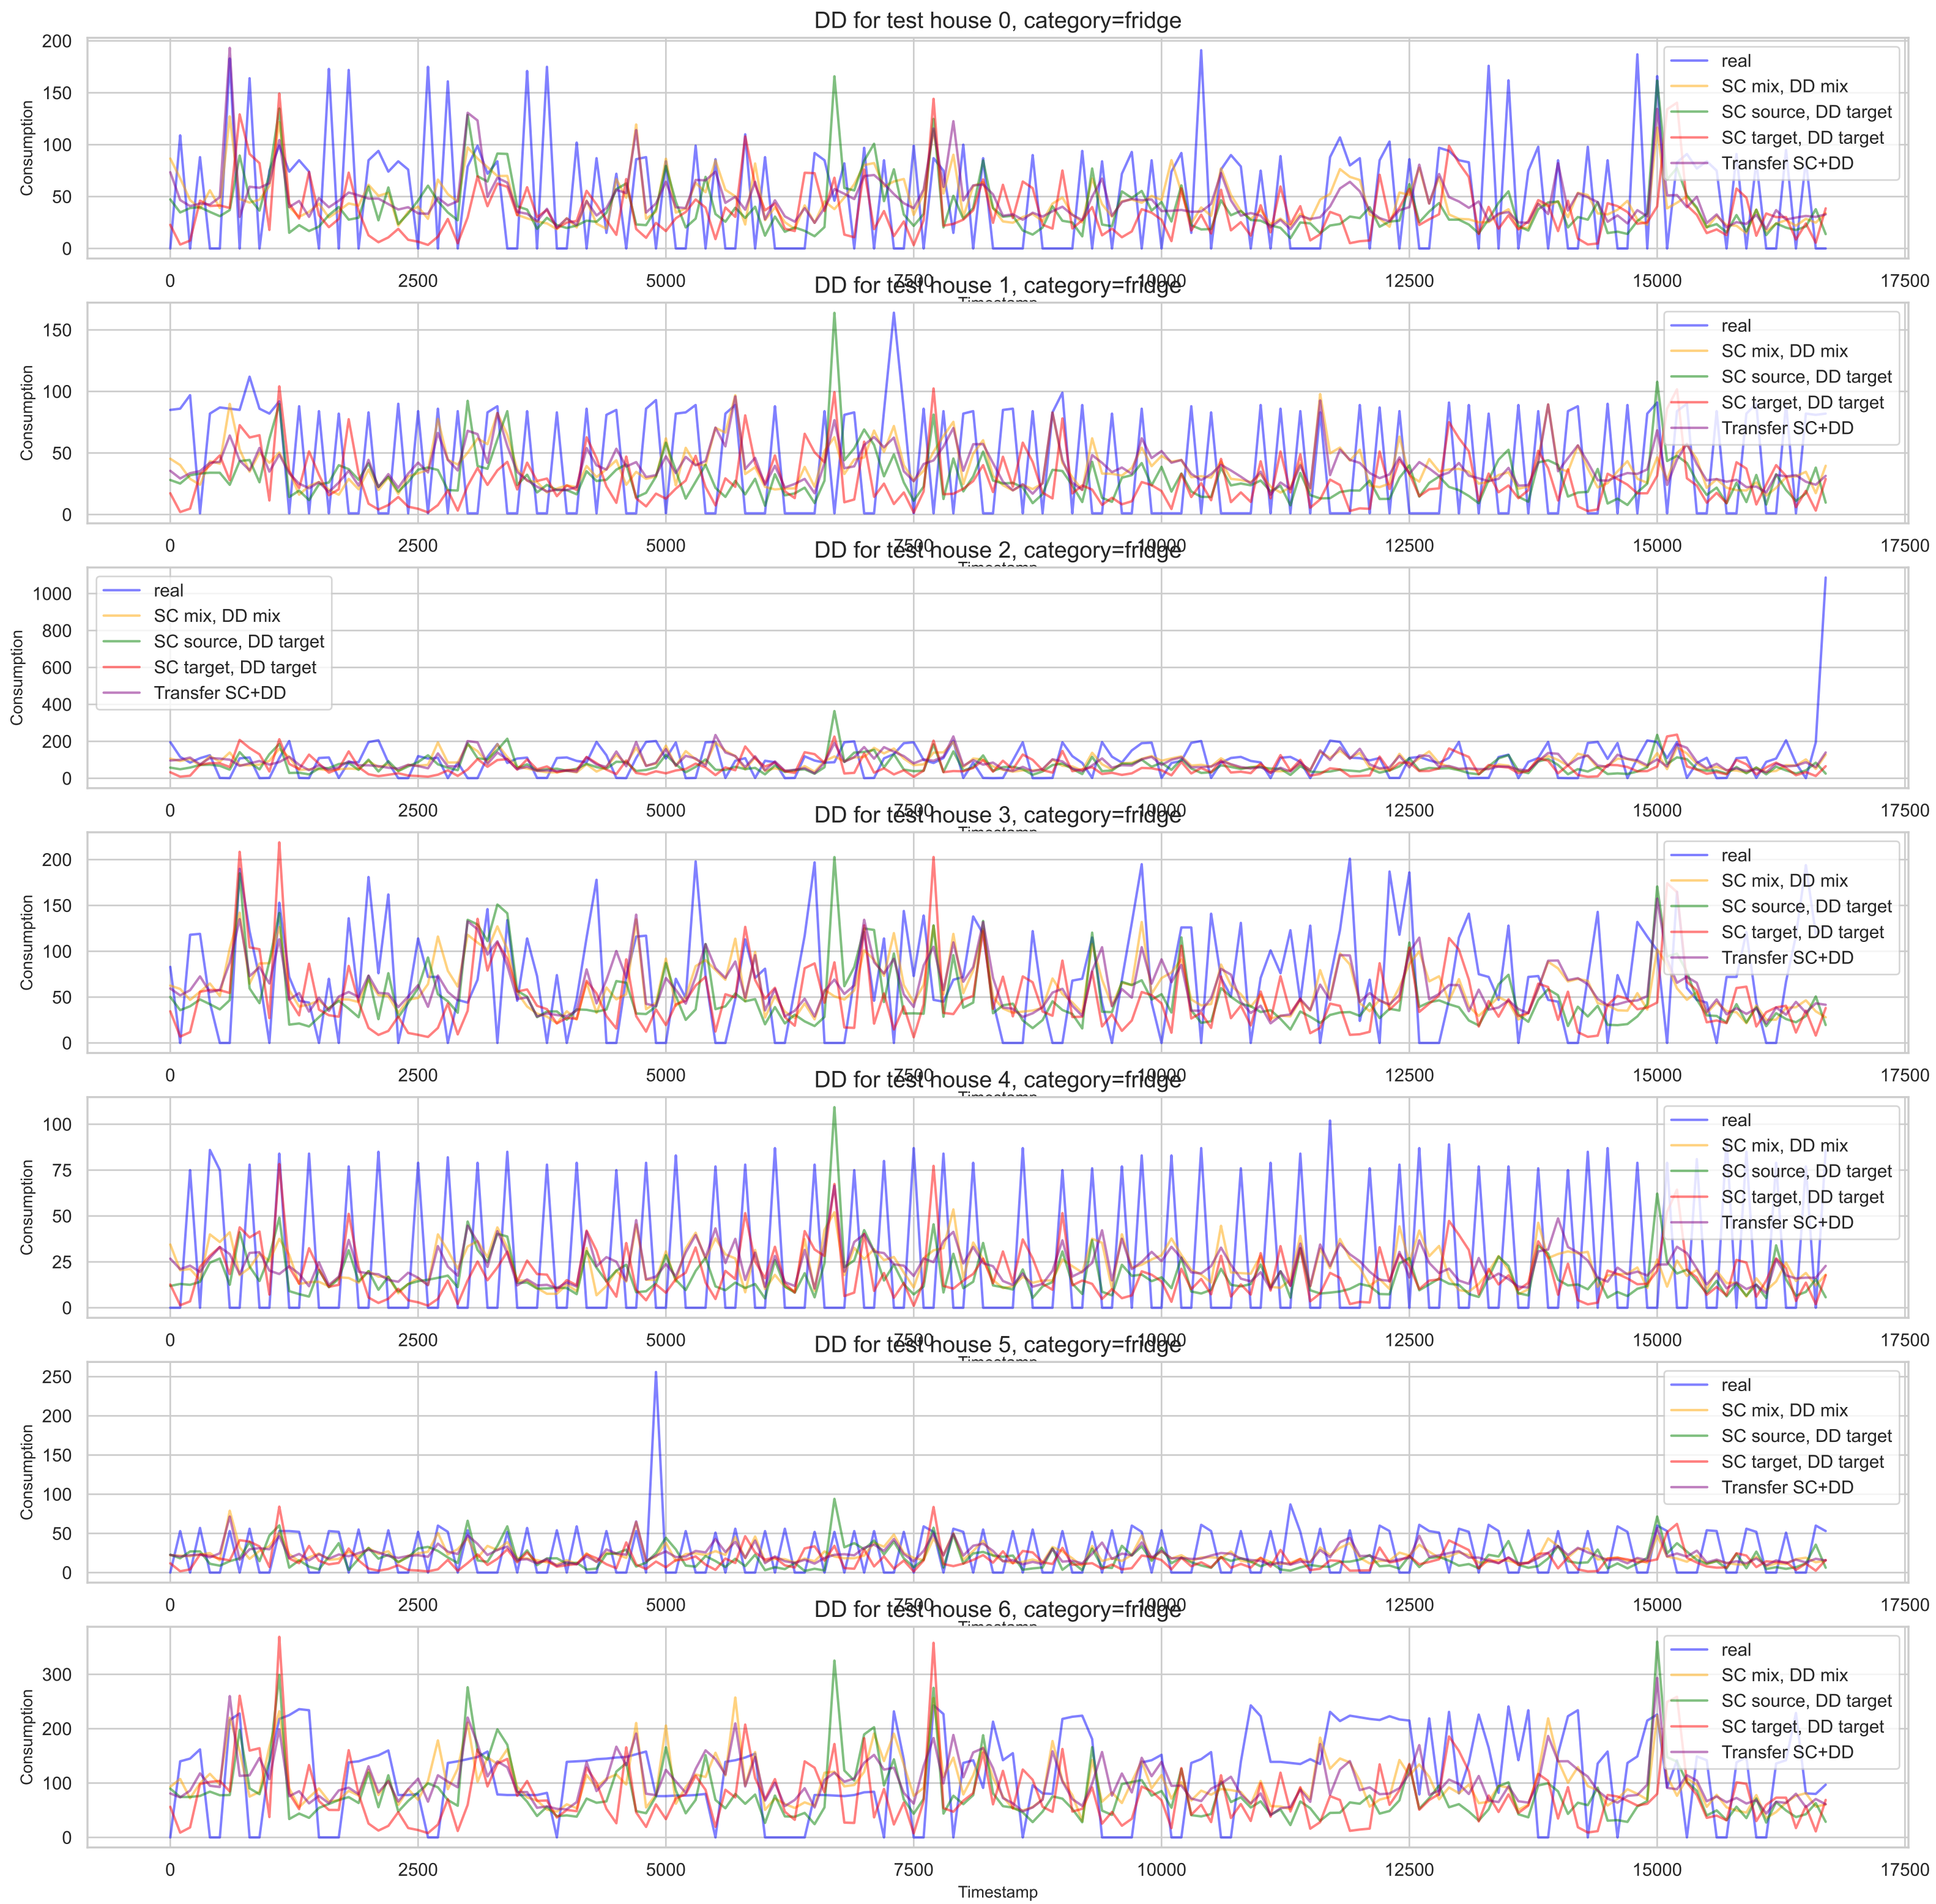 DD for test house 0, category=fridge
200
150
100
50
0
Consumption
real
SC mix, DD mix
SC source, DD target
SC target, DD target
Transfer SC+DD
0 2500 5000 7500 10000 12500 15000 17500
Timestamp
DD for test house 1, category=fridge
150
100
50
0
Consumption
real
SC mix, DD mix
SC source, DD target
SC target, DD target
Transfer SC+DD
0 2500 5000 7500 10000 12500 15000 17500
Timestamp
DD for test house 2, category=fridge
1000
800
600
400
200
0
Consumption
real
SC mix, DD mix
SC source, DD target
SC target, DD target
Transfer SC+DD
0 2500 5000 7500 10000 12500 15000 17500
Timestamp
DD for test house 3, category=fridge
200
150
100
50
0
Consumption
real
SC mix, DD mix
SC source, DD target
SC target, DD target
Transfer SC+DD
0 2500 5000 7500 10000 12500 15000 17500
Timestamp
DD for test house 4, category=fridge
100
75
50
25
0
Consumption
real
SC mix, DD mix
SC source, DD target
SC target, DD target
Transfer SC+DD
0 2500 5000 7500 10000 12500 15000 17500
Timestamp
DD for test house 5, category=fridge
250
200
150
100
50
0
Consumption
real
SC mix, DD mix
SC source, DD target
SC target, DD target
Transfer SC+DD
0 2500 5000 7500 10000 12500 15000 17500
Timestamp
DD for test house 6, category=fridge
300
200
100
0
Consumption
real
SC mix, DD mix
SC source, DD target
SC target, DD target
Transfer SC+DD
0 2500 5000 7500 10000 12500 15000 17500
Timestamp